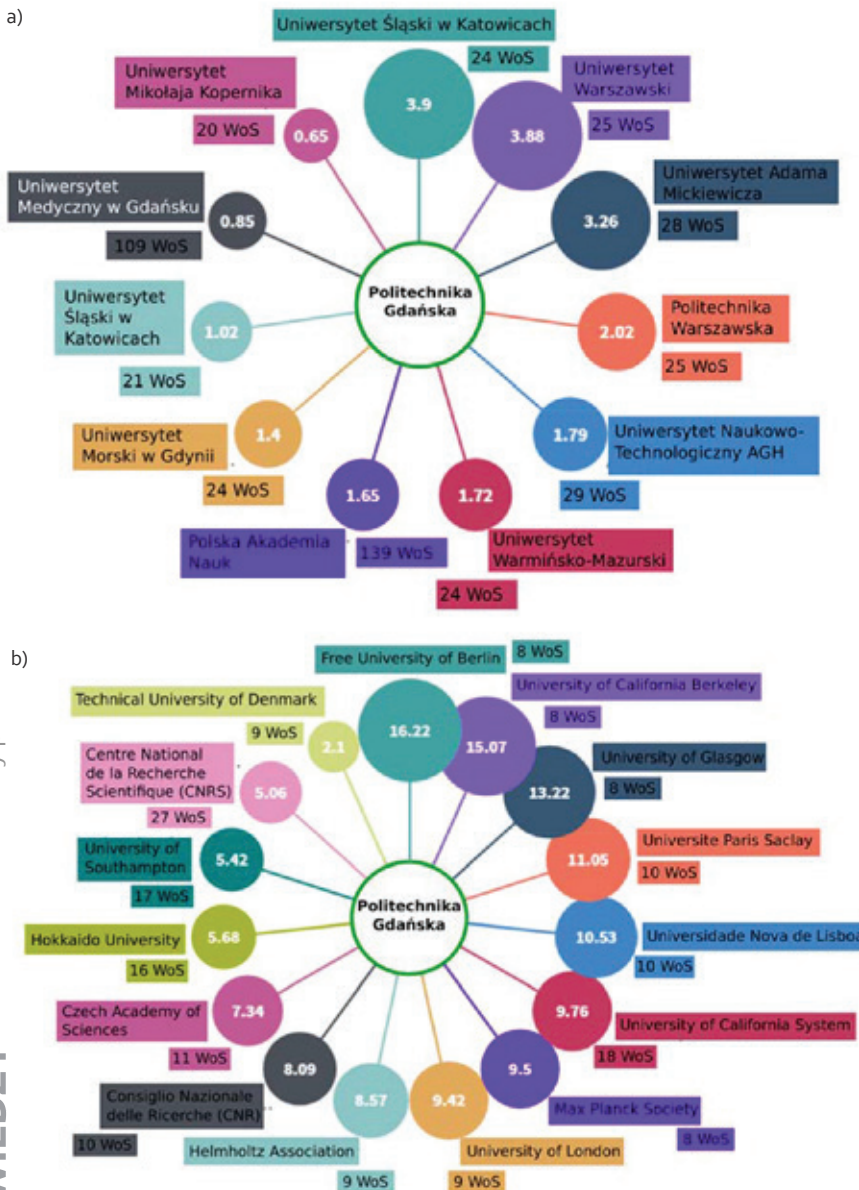 a)
Uniwersytet Śląski w Katowicach
24 WoS
3.9
Uniwersytet
Warszawski
25 WoS
3.88
Uniwersytet Adama
Mickiewicza
28 WoS
3.26
Politechnika
Warszawska
25 WoS
2.02
Uniwersytet Naukowo-
Technologiczny AGH
29 WoS
1.79
Uniwersytet
Warmińsko-Mazurski
24 WoS
1.72
Polska Akademia
Nauk
139 WoS
1.65
Uniwersytet
Morski w Gdynii
24 WoS
1.4
Uniwersytet
Śląski w
Katowicach
21 WoS
1.02
Uniwersytet
Medyczny w Gdańsku
109 WoS
0.85
Uniwersytet
Mikołaja Kopernika
20 WoS
0.65
Politechnika
Gdańska
b)
Free University of Berlin
8 WoS
16.22
University of California Berkeley
8 WoS
15.07
University of Glasgow
8 WoS
13.22
Universite Paris Saclay
10 WoS
11.05
Universidade Nova de Lisboa
10 WoS
10.53
University of California System
18 WoS
9.76
Max Planck Society
8 WoS
9.5
University of London
9 WoS
9.42
Helmholtz Association
9 WoS
8.57
Consiglio Nazionale
delle Ricerche (CNR)
10 WoS
8.09
Czech Academy of
Sciences
11 WoS
7.34
Hokkaido University
16 WoS
5.68
University of
Southampton
17 WoS
5.42
Centre National
de la Recherche
Scientifique (CNRS)
27 WoS
5.06
Technical University of Denmark
9 WoS
2.1
Politechnika
Gdańska